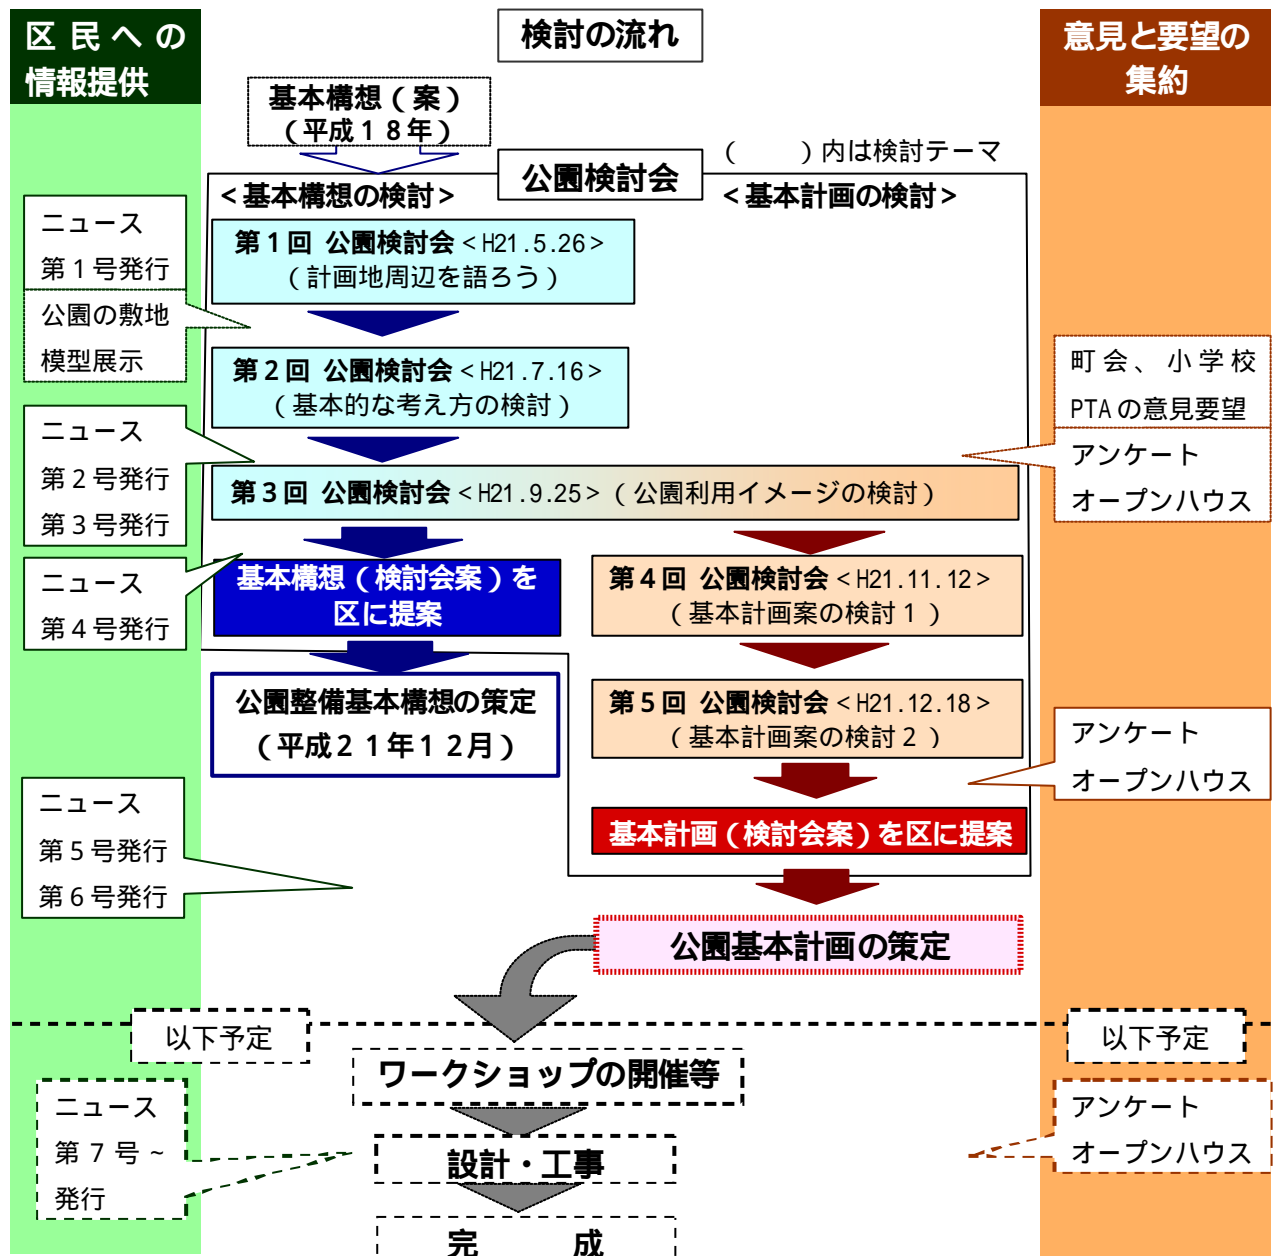 区民への
情報提供
検討の流れ
意見と要望の
集約
基本構想（案）
（平成１８年）
（　　）内は検討テーマ
公園検討会
＜基本構想の検討＞
＜基本計画の検討＞
ニュース
第１号発行
公園の敷地
模型展示
第１回 公園検討会＜H21.5.26＞
（計画地周辺を語ろう）
第２回 公園検討会＜H21.7.16＞
（基本的な考え方の検討）
町会、小学校
PTAの意見要望
アンケート
オープンハウス
ニュース
第２号発行
第３号発行
第３回 公園検討会＜H21.9.25＞（公園利用イメージの検討）
ニュース
第４号発行
基本構想（検討会案）を
区に提案
第４回 公園検討会＜H21.11.12＞
（基本計画案の検討１）
公園整備基本構想の策定
（平成２１年１２月）
第５回 公園検討会＜H21.12.18＞
（基本計画案の検討２）
アンケート
オープンハウス
ニュース
第５号発行
第６号発行
基本計画（検討会案）を区に提案
公園基本計画の策定
以下予定
以下予定
ワークショップの開催等
ニュース
第７号～
発行
アンケート
オープンハウス
設計・工事
完　成